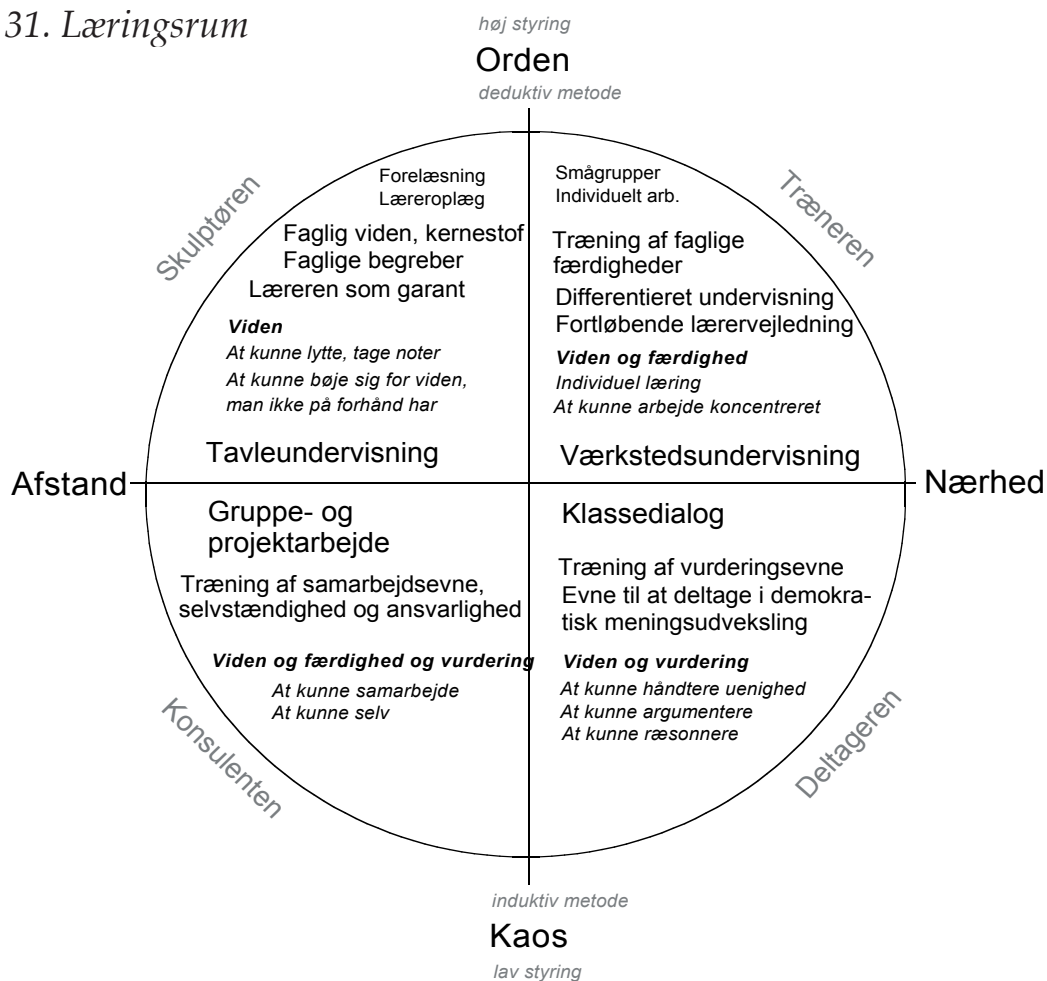 31. Læringsrum
høj styring
Orden
deduktiv metode
Skulptøren
Forelæsning
Læreroplæg
Faglig viden, kernestof
Faglige begreber
Læreren som garant
Viden
At kunne lytte, tage noter
At kunne bøje sig for viden,
man ikke på forhånd har
Tavleundervisning
Træneren
Smågrupper
Individuelt arb.
Træning af faglige
færdigheder
Differentieret undervisning
Fortløbende lærervejledning
Viden og færdighed
Individuel læring
At kunne arbejde koncentreret
Værkstedsundervisning
Afstand
Nærhed
Gruppe- og
projektarbejde
Træning af samarbejdsevne,
selvstændighed og ansvarlighed
Viden og færdighed og vurdering
At kunne samarbejde
At kunne selv
Konsulenten
Klassedialog
Træning af vurderingsevne
Evne til at deltage i demokra-
tisk meningsudveksling
Viden og vurdering
At kunne håndtere uenighed
At kunne argumentere
At kunne ræsonnere
Deltageren
induktiv metode
Kaos
lav styring